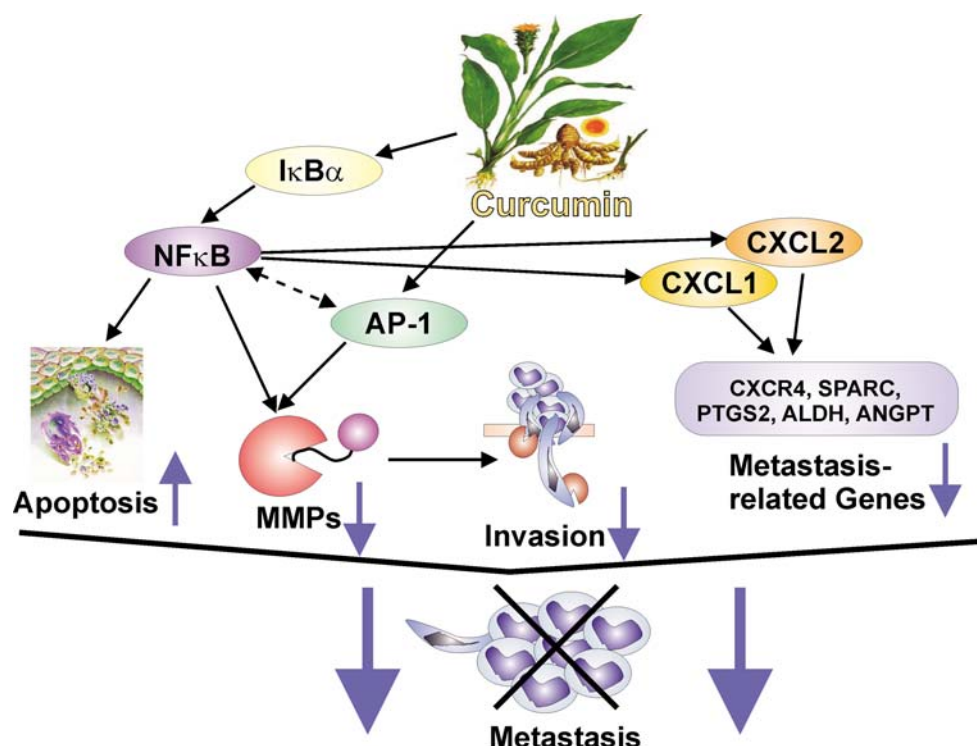 IκBα
Curcumin
NFκB
CXCL2
CXCL1
AP-1
CXCR4, SPARC,
PTGS2, ALDH, ANGPT
Apoptosis
MMPs
Invasion
Metastasis-
related Genes
Metastasis